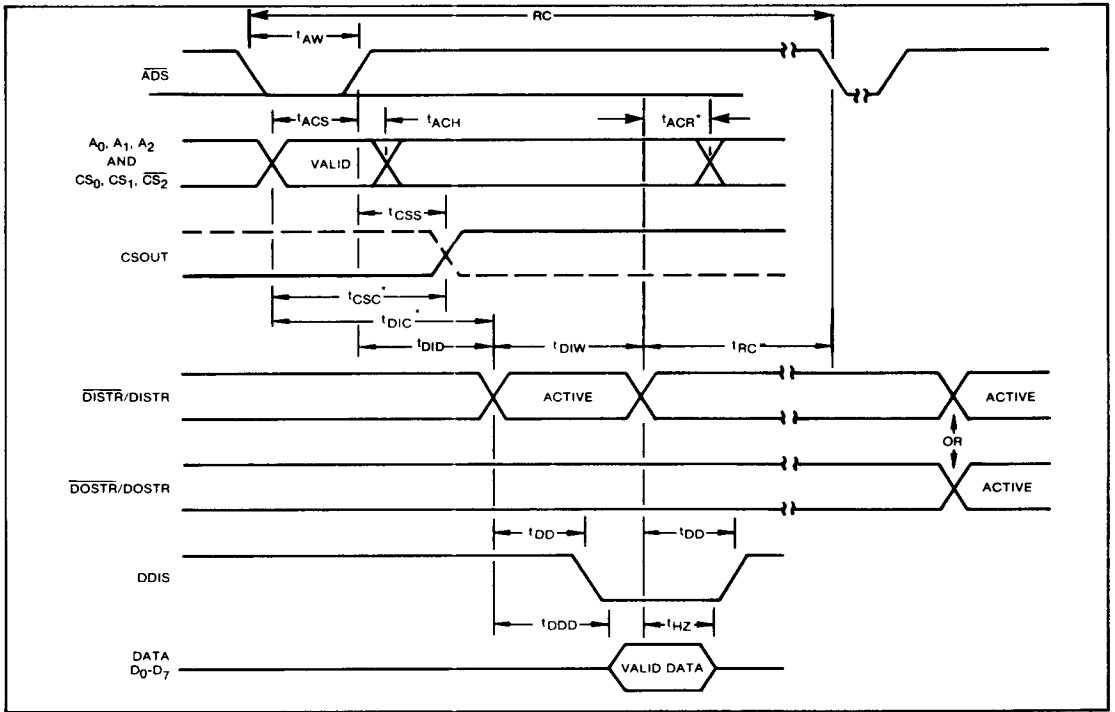 RC
tAW
ADS
tACS
tACH
tACR*
A0, A1, A2
AND
CS0, CS1, CS2
VALID
tCSS
CSOUT
tCSC*
tDIC*
tDID
tDIW
tRC
DISTR/DISTR
ACTIVE
ACTIVE
OR
DOSTR/DOSTR
ACTIVE
tDD
tDD
DDIS
tDDD
tHZ
DATA
D0-D7
VALID DATA